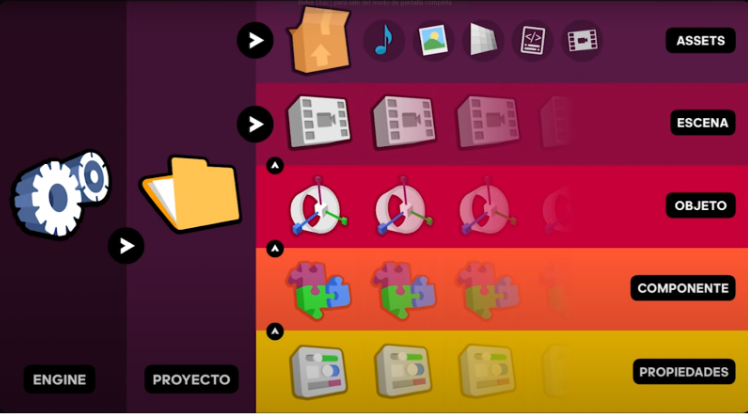 ASSETS
ESCENA
OBJETO
COMPONENTE
PROPIEDADES
ENGINE
PROYECTO